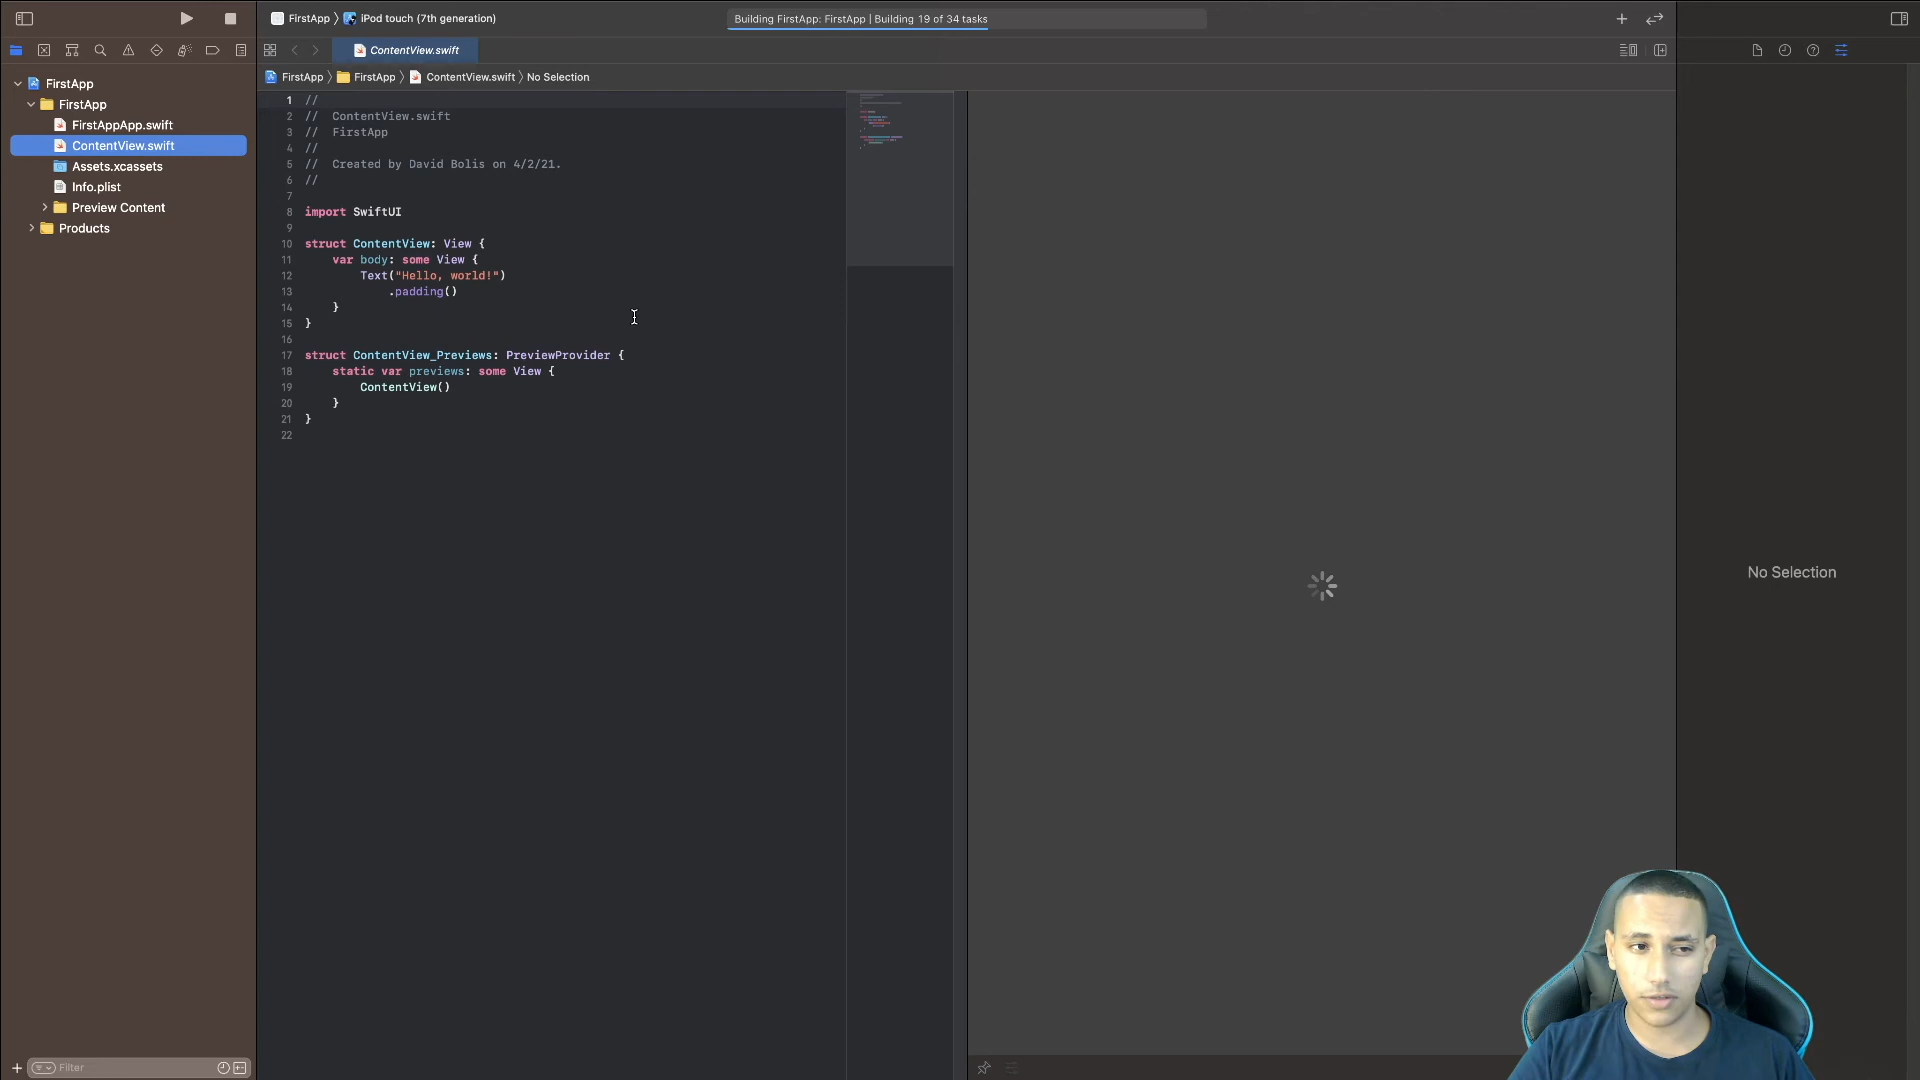 FirstApp 〉 iPod touch (7th generation)
Building FirstApp: FirstApp | Building 19 of 34 tasks
ContentView.swift
FirstApp 〉 FirstApp 〉 ContentView.swift 〉 No Selection
FirstApp
FirstApp
FirstAppApp.swift
ContentView.swift
Assets.xcassets
Info.plist
Preview Content
Products
Filter
1 //
2 //  ContentView.swift
3 //  FirstApp
4 //
5 //  Created by David Bolis on 4/2/21.
6 //
7
8 import SwiftUI
9
10 struct ContentView: View {
11     var body: some View {
12         Text("Hello, world!")
13             .padding()
14     }
15 }
16
17 struct ContentView_Previews: PreviewProvider {
18     static var previews: some View {
19         ContentView()
20     }
21 }
22
No Selection